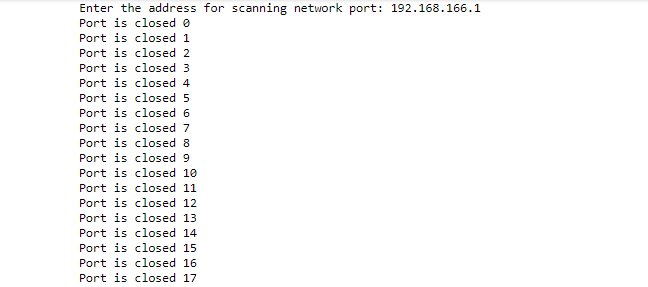 Enter the address for scanning network port: 192.168.166.1
Port is closed 0
Port is closed 1
Port is closed 2
Port is closed 3
Port is closed 4
Port is closed 5
Port is closed 6
Port is closed 7
Port is closed 8
Port is closed 9
Port is closed 10
Port is closed 11
Port is closed 12
Port is closed 13
Port is closed 14
Port is closed 15
Port is closed 16
Port is closed 17